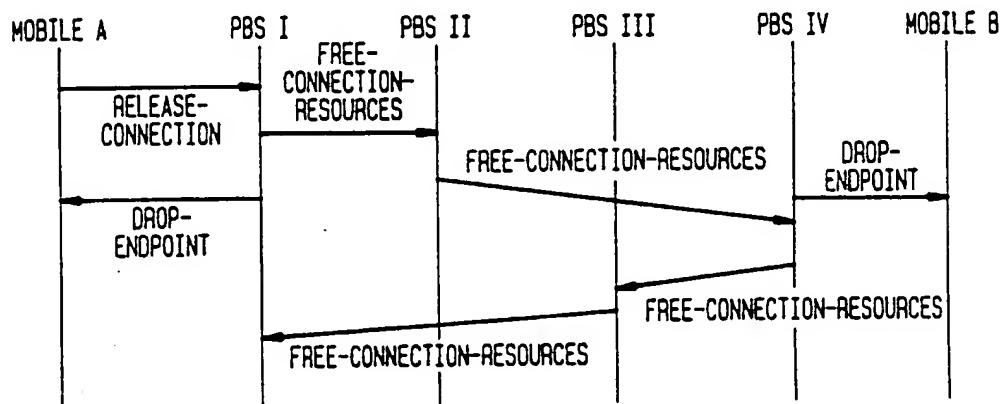 MOBILE A
PBS I
PBS II
PBS III
PBS IV
MOBILE B
FREE-
CONNECTION-
RESOURCES
RELEASE-
CONNECTION
FREE-CONNECTION-RESOURCES
DROP-
ENDPOINT
DROP-
ENDPOINT
FREE-CONNECTION-RESOURCES
FREE-CONNECTION-RESOURCES